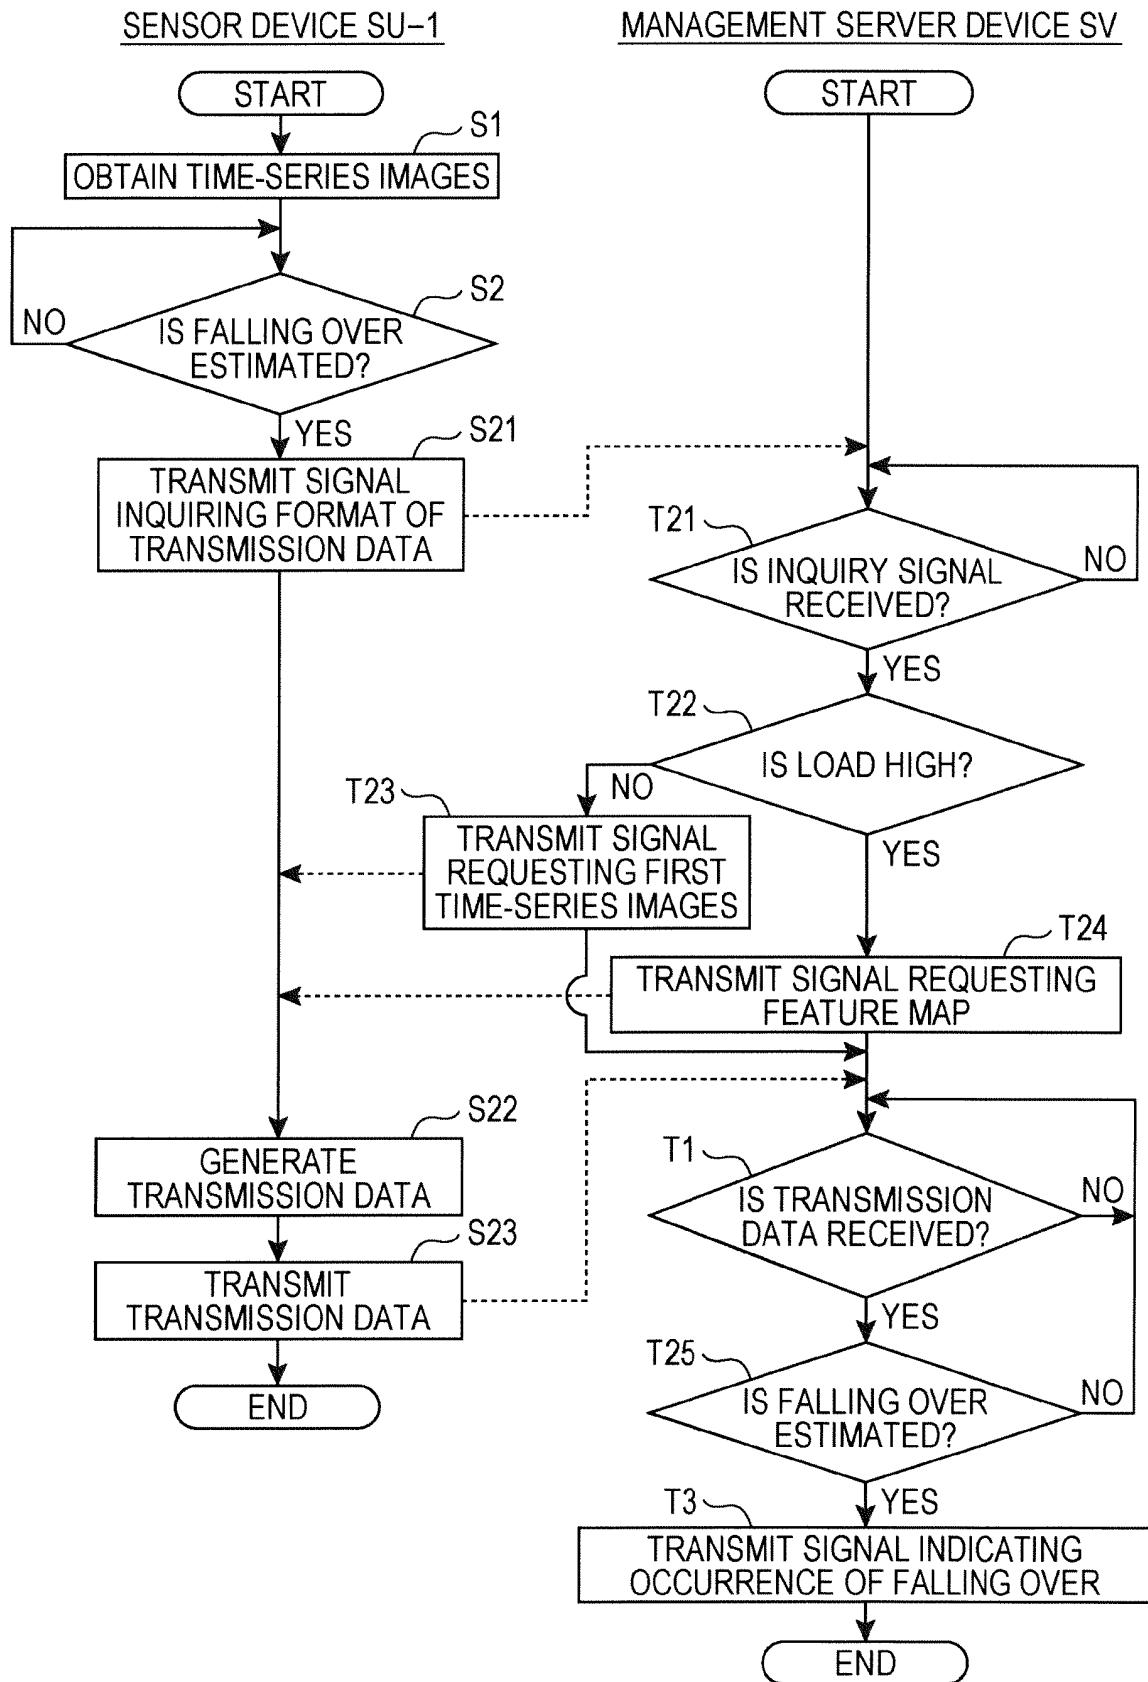 SENSOR DEVICE SU-1
MANAGEMENT SERVER DEVICE SV
START
START
S1
OBTAIN TIME-SERIES IMAGES
S2
NO
IS FALLING OVER
ESTIMATED?
YES
S21
TRANSMIT SIGNAL
INQUIRING FORMAT OF
TRANSMISSION DATA
T21
IS INQUIRY SIGNAL
RECEIVED?
NO
YES
T22
IS LOAD HIGH?
NO
T23
TRANSMIT SIGNAL
REQUESTING FIRST
TIME-SERIES IMAGES
YES
T24
TRANSMIT SIGNAL REQUESTING
FEATURE MAP
S22
GENERATE
TRANSMISSION DATA
T1
IS TRANSMISSION
DATA RECEIVED?
NO
S23
TRANSMIT
TRANSMISSION DATA
YES
END
T25
IS FALLING OVER
ESTIMATED?
NO
YES
T3
TRANSMIT SIGNAL INDICATING
OCCURRENCE OF FALLING OVER
END